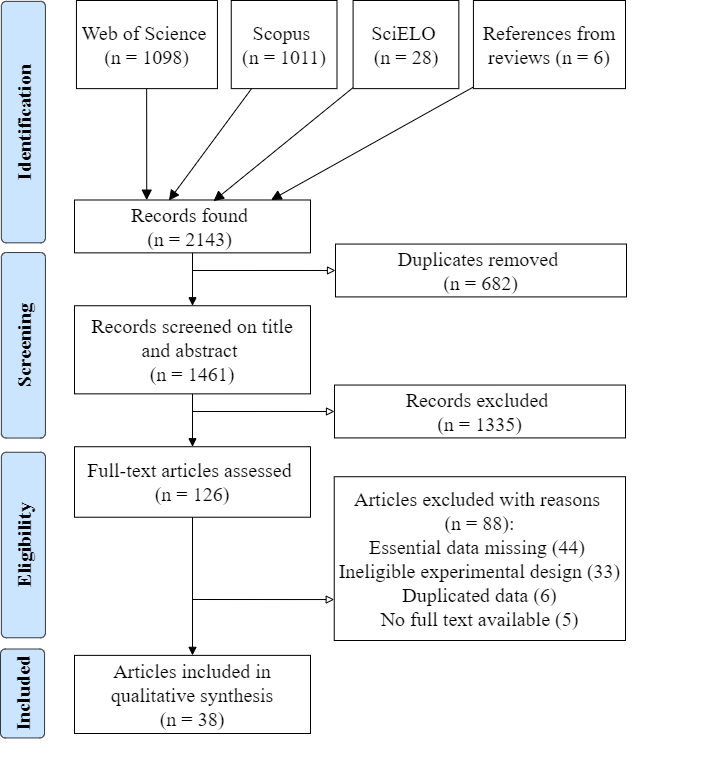 Identification
Web of Science
(n = 1098)
Scopus
(n = 1011)
SciELO
(n = 28)
References from
reviews (n = 6)
Records found
(n = 2143)
Screening
Duplicates removed
(n = 682)
Records screened on title
and abstract
(n = 1461)
Records excluded
(n = 1335)
Eligibility
Full-text articles assessed
(n = 126)
Articles excluded with reasons
(n = 88):
Essential data missing (44)
Ineligible experimental design (33)
Duplicated data (6)
No full text available (5)
Included
Articles included in
qualitative synthesis
(n = 38)